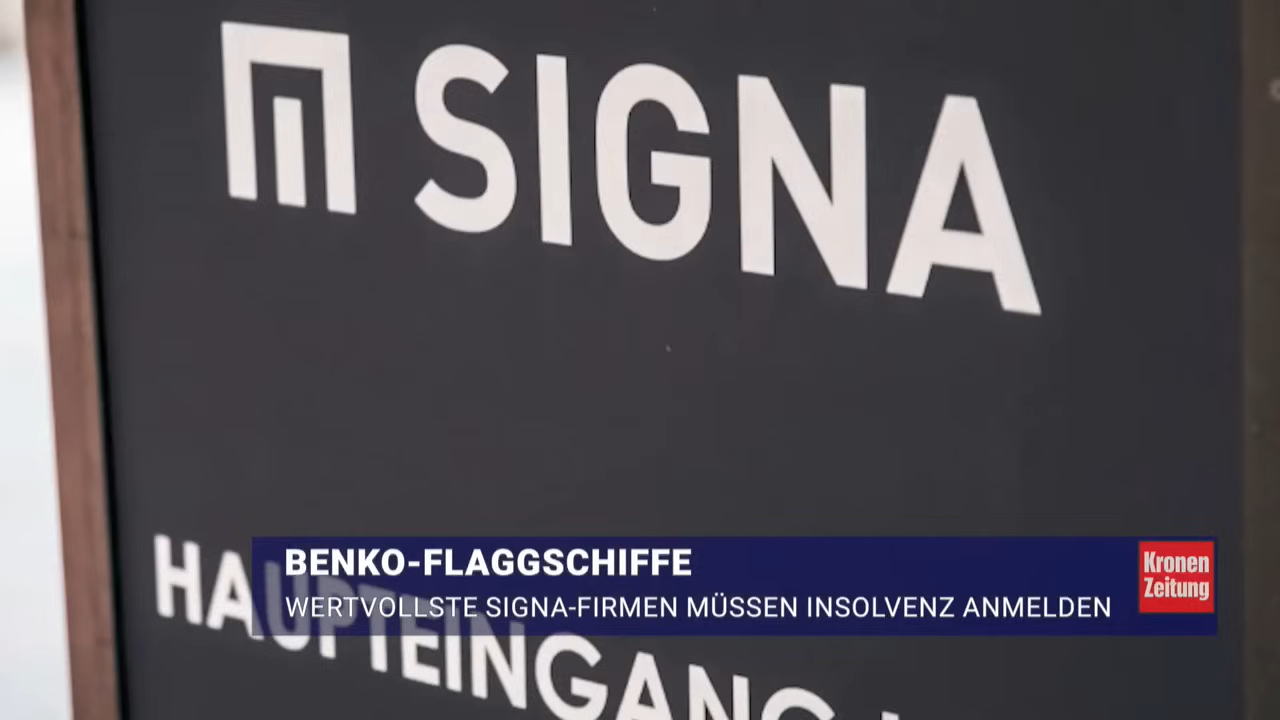 SIGNA
HAUPTEINGANG
BENKO-FLAGGSCHIFFE
WERTVOLLSTE SIGNA-FIRMEN MÜSSEN INSOLVENZ ANMELDEN
Kronen
Zeitung